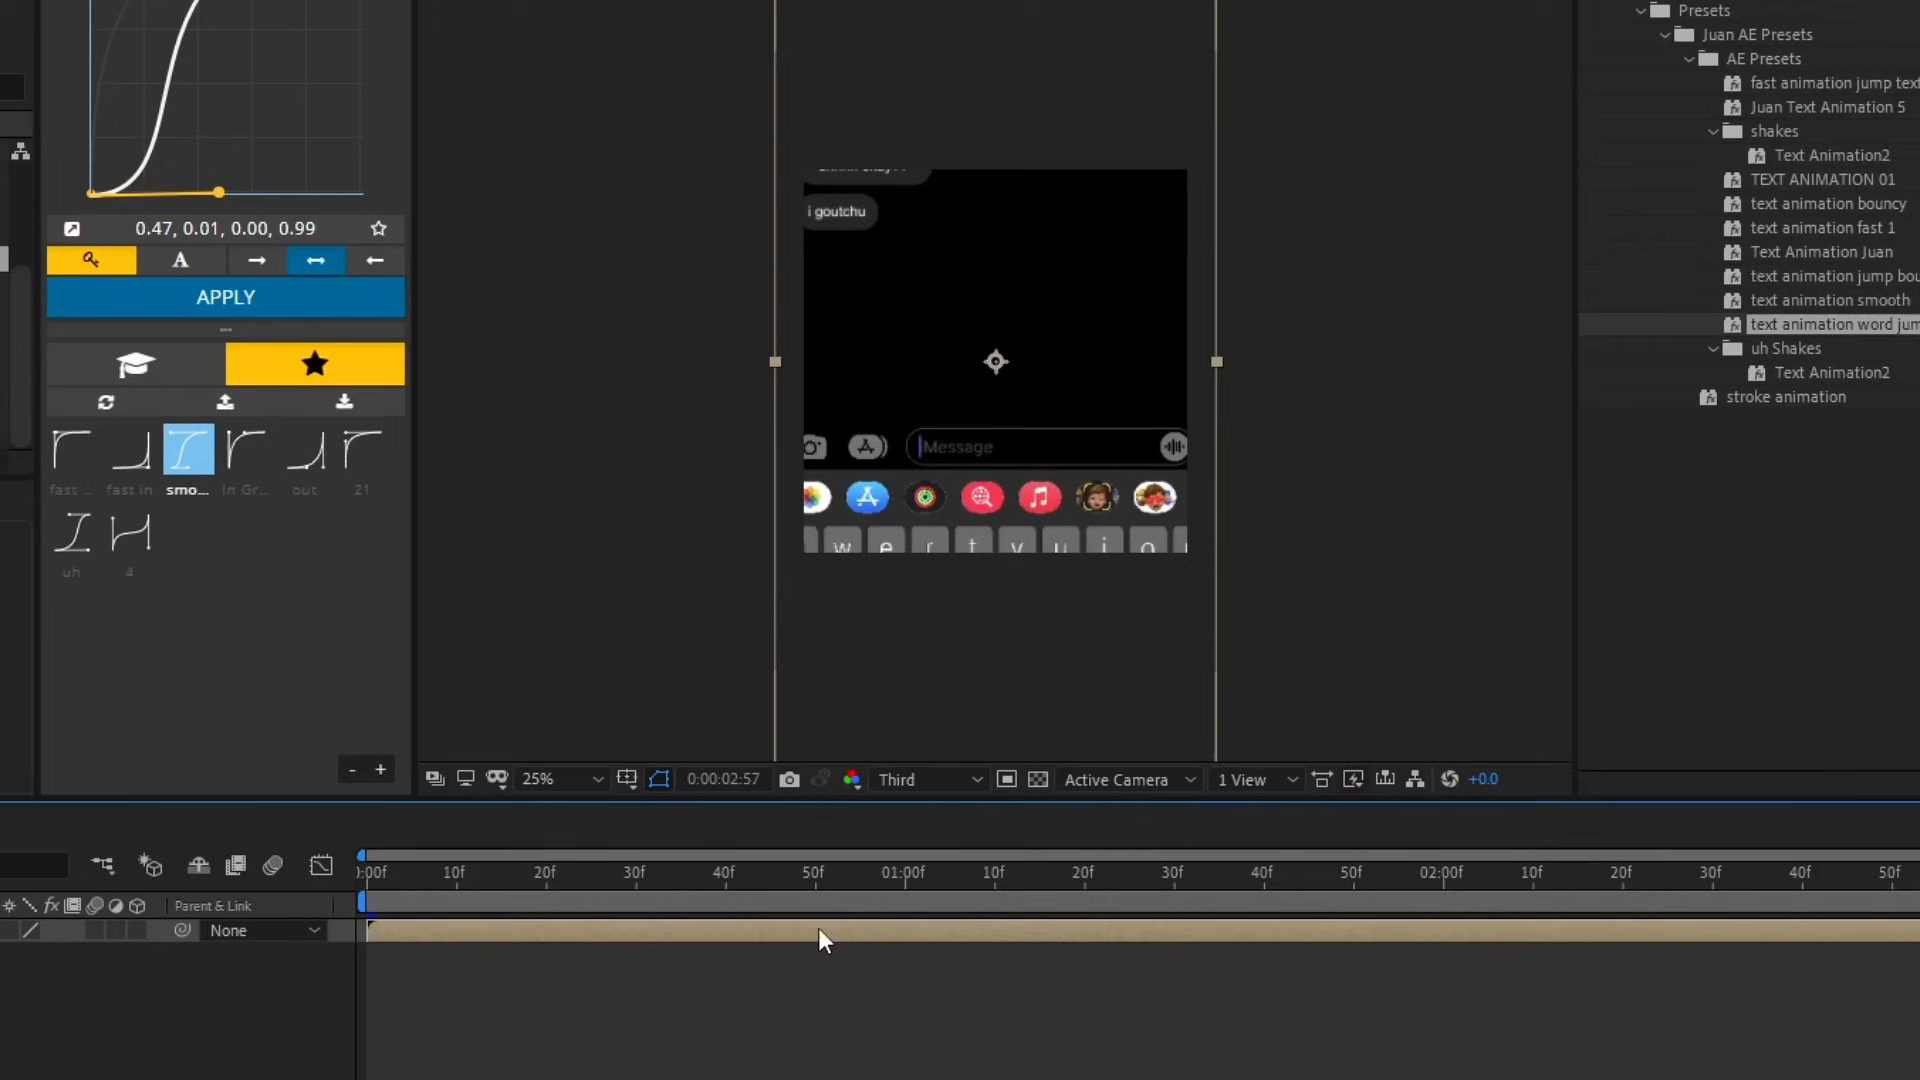 Presets
Juan AE Presets
AE Presets
fast animation jump tex
Juan Text Animation 5
shakes
Text Animation2
TEXT ANIMATION 01
text animation bouncy
text animation fast 1
Text Animation Juan
text animation jump bou
text animation smooth
text animation word jum
uh Shakes
Text Animation2
stroke animation
0.47, 0.01, 0.00, 0.99
A
APPLY
fast ... fast in smo... In Gr... out 21
uh 4
- +
i goutchu
Message
w e r t y u i o
25% 0:00:02:57 Third Active Camera 1 View +0.0
0:00f 10f 20f 30f 40f 50f 01:00f 10f 20f 30f 40f 50f 02:00f 10f 20f 30f 40f 50f
fx Parent & Link
None